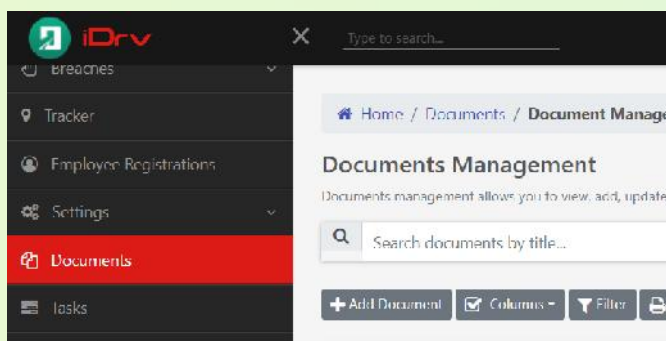 iDrv
Type to search...
Breaches
Tracker
Employee Registrations
Settings
Documents
Tasks
Home / Documents / Document Manage
Documents Management
Documents management allows you to view, add, update
Search documents by title...
Add Document
Columns
Filter